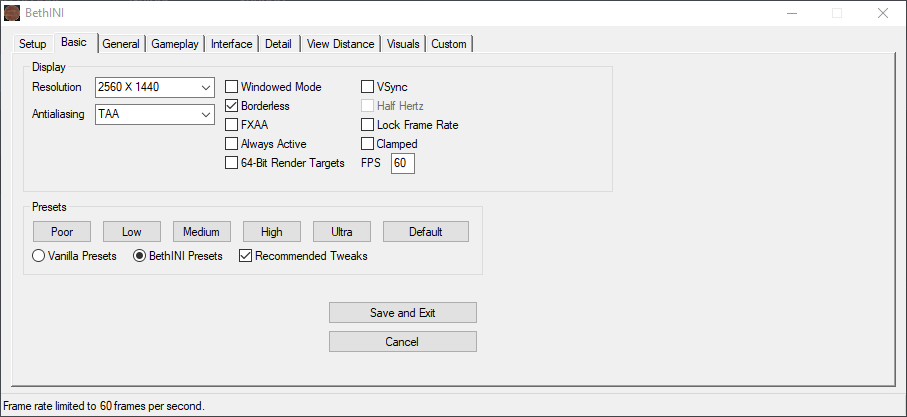 BethINI
Setup Basic General Gameplay Interface Detail View Distance Visuals Custom
Display
Resolution 2560 X 1440 Windowed Mode VSync
Borderless Half Hertz
Antialiasing TAA
FXAA Lock Frame Rate
Always Active Clamped
64-Bit Render Targets FPS 60
Presets
Poor Low Medium High Ultra Default
Vanilla Presets BethINI Presets Recommended Tweaks
Save and Exit
Cancel
Frame rate limited to 60 frames per second.